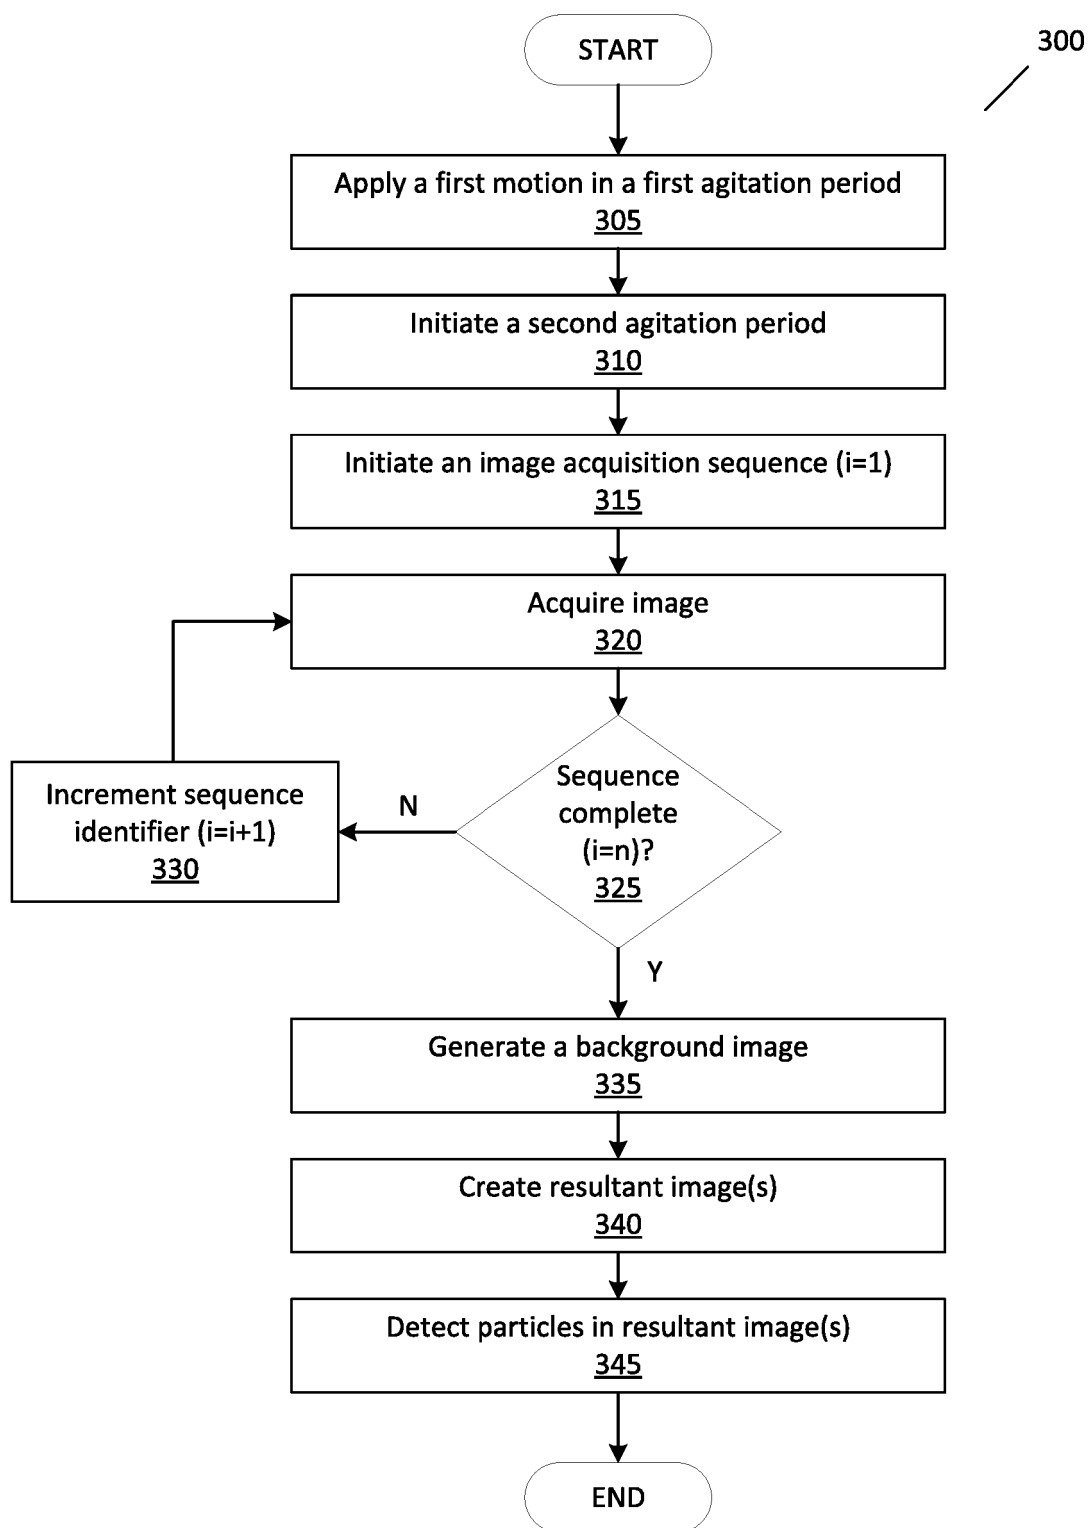 START
300
Apply a first motion in a first agitation period
305
Initiate a second agitation period
310
Initiate an image acquisition sequence (i=1)
315
Acquire image
320
Sequence
complete
(i=n)?
325
N
Increment sequence
identifier (i=i+1)
330
Y
Generate a background image
335
Create resultant image(s)
340
Detect particles in resultant image(s)
345
END